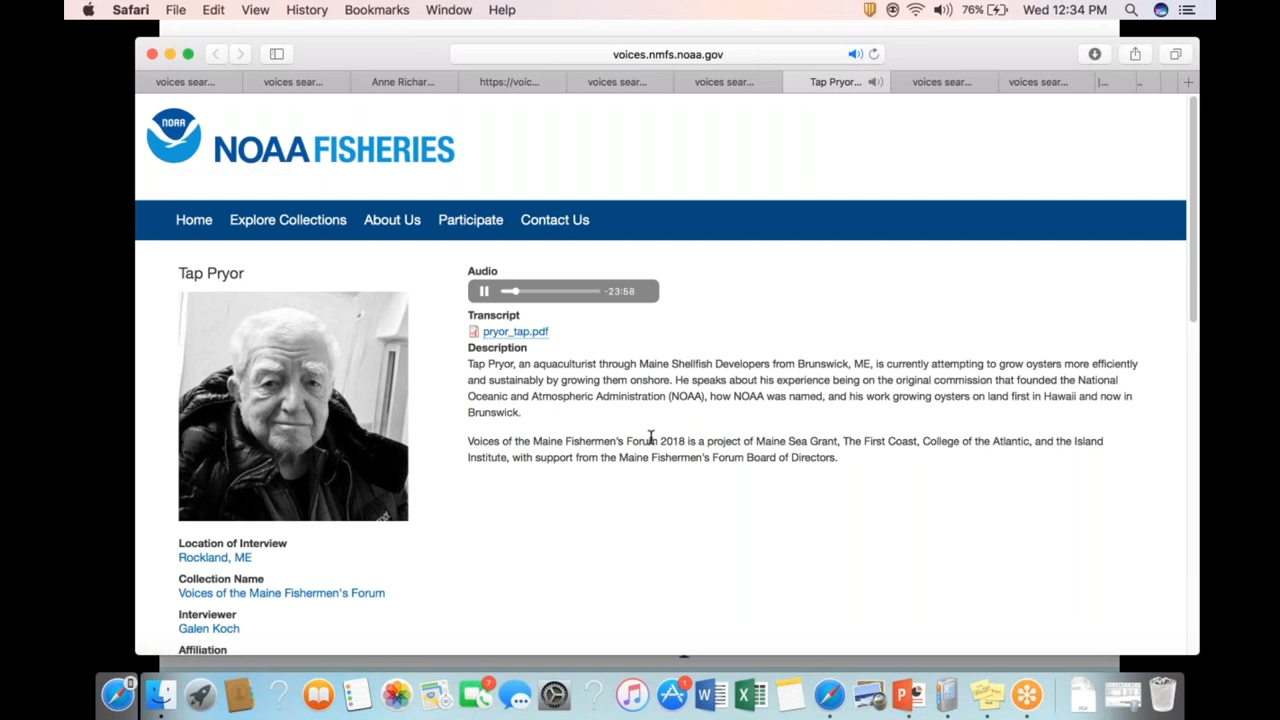 Safari File Edit View History Bookmarks Window Help 76% Wed 12:34 PM
voices.nmfs.noaa.gov
voices sear... voices sear... Anne Richar... https://voic... voices sear... voices sear... Tap Pryor... voices sear... voices sear... |... ..
NOAA
NOAA FISHERIES
Home Explore Collections About Us Participate Contact Us
Tap Pryor
Audio
-23:58
Transcript
pryor_tap.pdf
Description
Tap Pryor, an aquaculturist through Maine Shellfish Developers from Brunswick, ME, is currently attempting to grow oysters more efficiently
and sustainably by growing them onshore. He speaks about his experience being on the original commission that founded the National
Oceanic and Atmospheric Administration (NOAA), how NOAA was named, and his work growing oysters on land first in Hawaii and now in
Brunswick.
Voices of the Maine Fishermen's Forum 2018 is a project of Maine Sea Grant, The First Coast, College of the Atlantic, and the Island
Institute, with support from the Maine Fishermen's Forum Board of Directors.
Location of Interview
Rockland, ME
Collection Name
Voices of the Maine Fishermen's Forum
Interviewer
Galen Koch
Affiliation